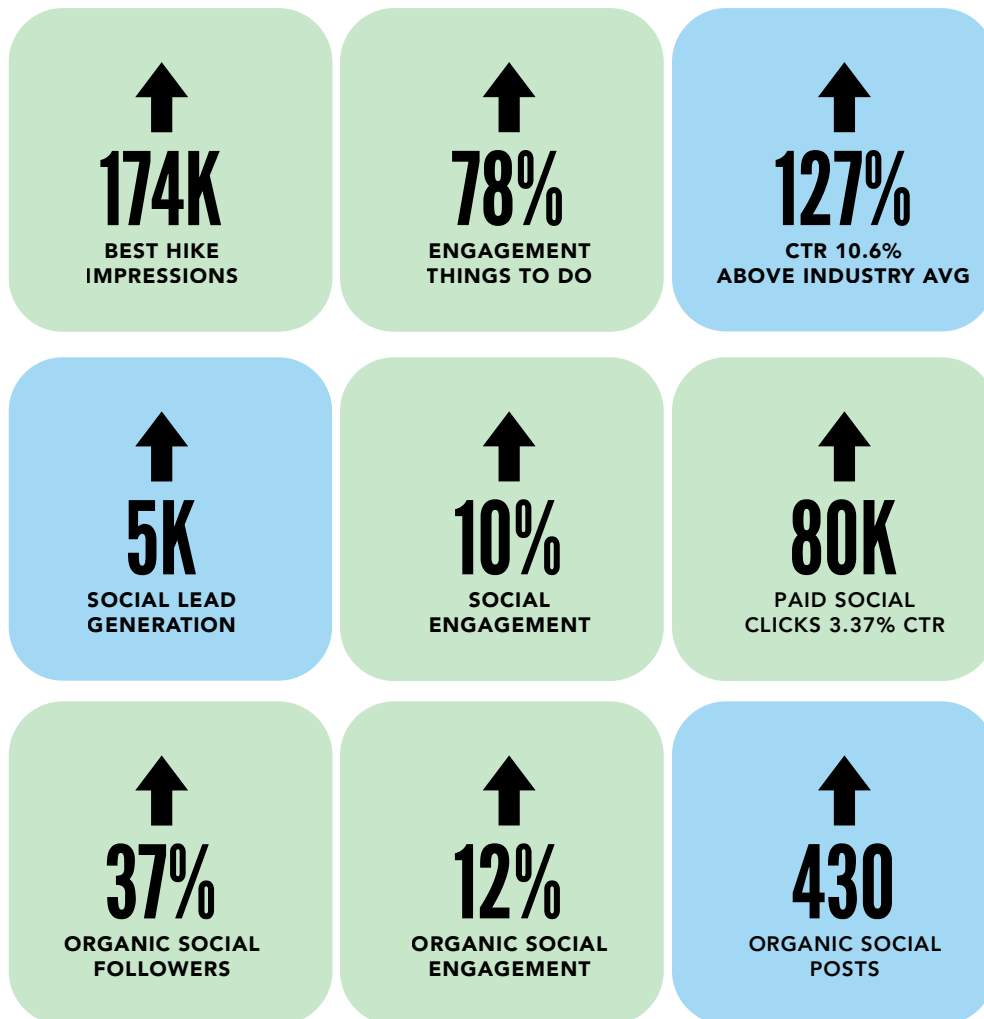 174K
BEST HIKE
IMPRESSIONS
78%
ENGAGEMENT
THINGS TO DO
127%
CTR 10.6%
ABOVE INDUSTRY AVG
5K
SOCIAL LEAD
GENERATION
10%
SOCIAL
ENGAGEMENT
80K
PAID SOCIAL
CLICKS 3.37% CTR
37%
ORGANIC SOCIAL
FOLLOWERS
12%
ORGANIC SOCIAL
ENGAGEMENT
430
ORGANIC SOCIAL
POSTS